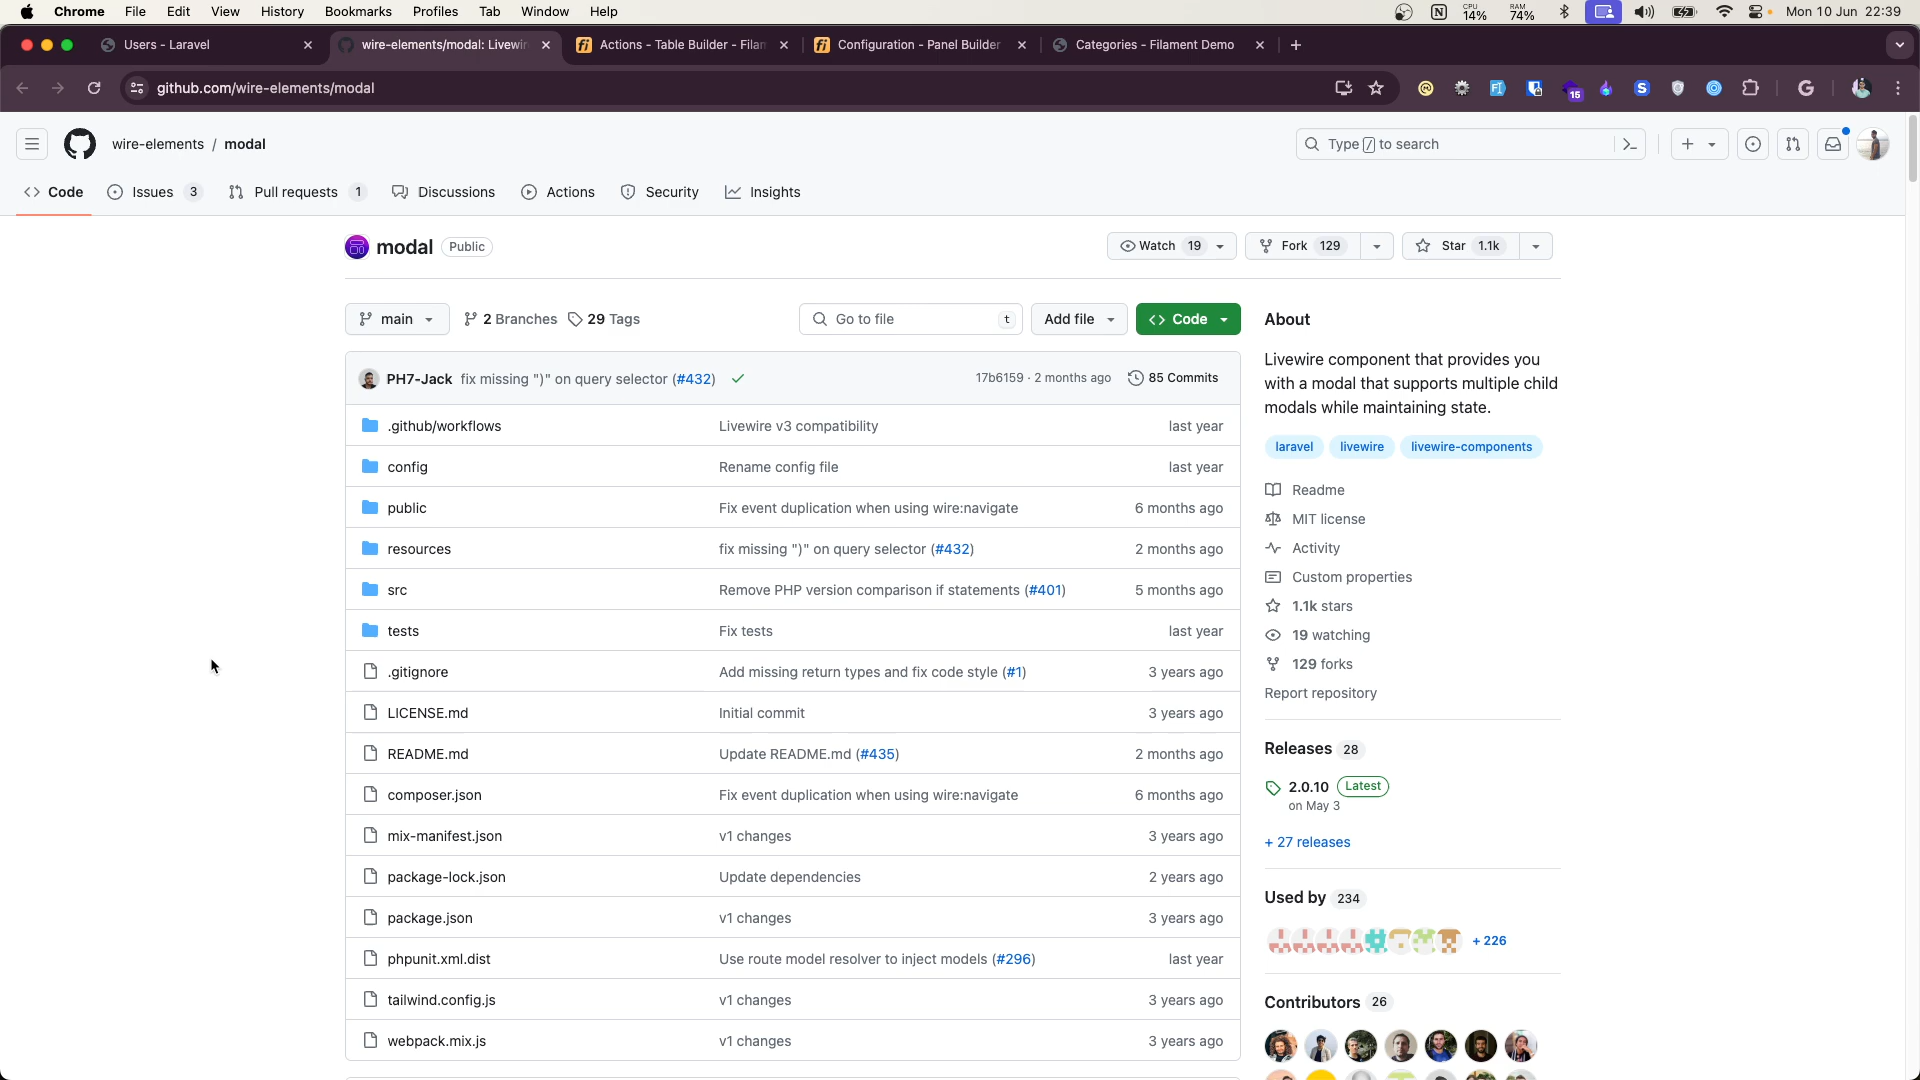 Chrome File Edit View History Bookmarks Profiles Tab Window Help CPU 14% RAM 74% Mon 10 Jun 22:39
Users - Laravel wire-elements/modal: Livewir Actions - Table Builder - Filam Configuration - Panel Builder Categories - Filament Demo
github.com/wire-elements/modal 15
wire-elements / modal Type / to search
Code Issues 3 Pull requests 1 Discussions Actions Security Insights
modal Public Watch 19 Fork 129 Star 1.1k
main 2 Branches 29 Tags Go to file t Add file Code
PH7-Jack fix missing ")" on query selector (#432) 17b6159 · 2 months ago 85 Commits
.github/workflows Livewire v3 compatibility last year
config Rename config file last year
public Fix event duplication when using wire:navigate 6 months ago
resources fix missing ")" on query selector (#432) 2 months ago
src Remove PHP version comparison if statements (#401) 5 months ago
tests Fix tests last year
.gitignore Add missing return types and fix code style (#1) 3 years ago
LICENSE.md Initial commit 3 years ago
README.md Update README.md (#435) 2 months ago
composer.json Fix event duplication when using wire:navigate 6 months ago
mix-manifest.json v1 changes 3 years ago
package-lock.json Update dependencies 2 years ago
package.json v1 changes 3 years ago
phpunit.xml.dist Use route model resolver to inject models (#296) last year
tailwind.config.js v1 changes 3 years ago
webpack.mix.js v1 changes 3 years ago
About
Livewire component that provides you
with a modal that supports multiple child
modals while maintaining state.
laravel livewire livewire-components
Readme
MIT license
Activity
Custom properties
1.1k stars
19 watching
129 forks
Report repository
Releases 28
2.0.10 Latest
on May 3
+ 27 releases
Used by 234
+ 226
Contributors 26